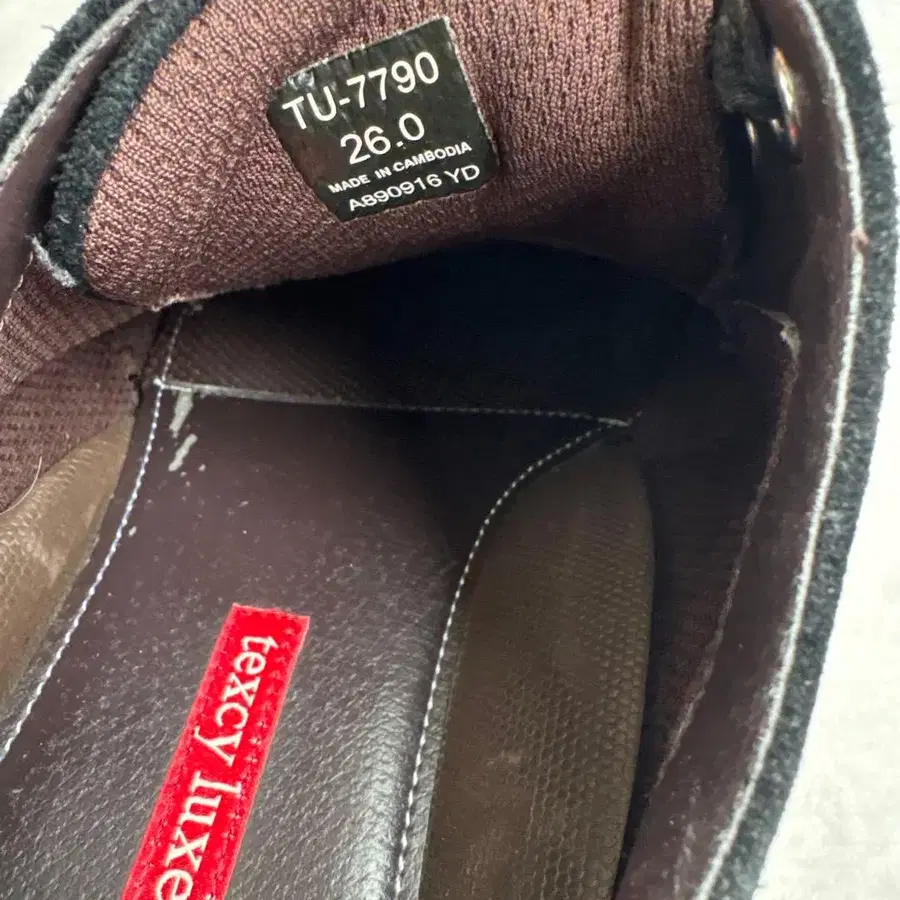 TU-7790
26.0
MADE IN CAMBODIA
A890916 YD
texcy luxe